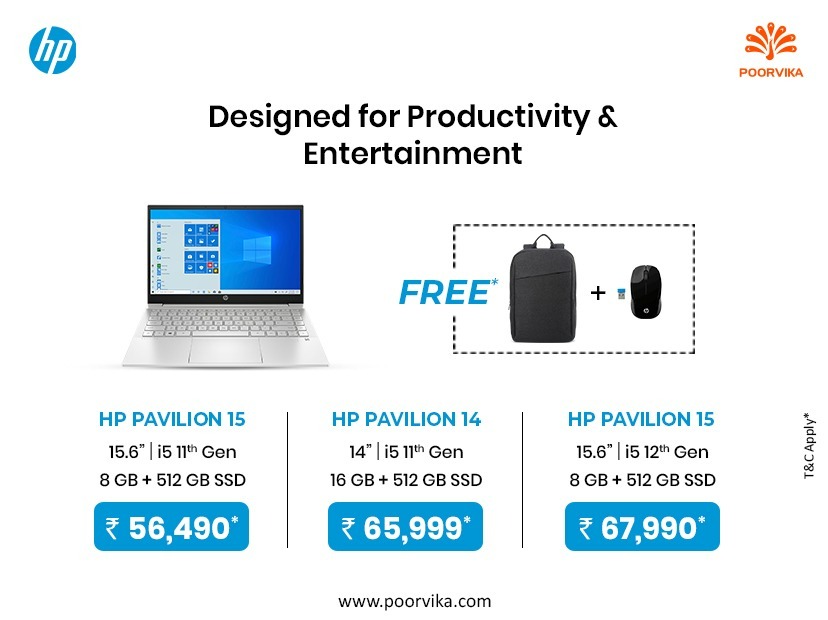 hp
POORVIKA
Designed for Productivity &
Entertainment
FREE*
+
HP PAVILION 15
15.6” | i5 11th Gen
8 GB + 512 GB SSD
₹ 56,490*
HP PAVILION 14
14” | i5 11th Gen
16 GB + 512 GB SSD
₹ 65,999*
HP PAVILION 15
15.6” | i5 12th Gen
8 GB + 512 GB SSD
₹ 67,990*
T&C Apply*
www.poorvika.com